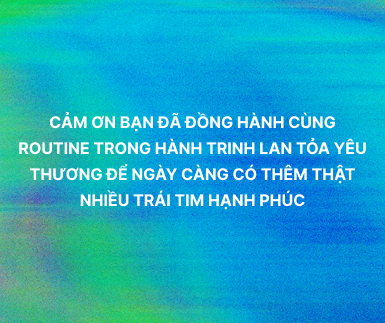 CẢM ƠN BẠN ĐÃ ĐỒNG HÀNH CÙNG
ROUTINE TRONG HÀNH TRINH LAN TỎA YÊU
THƯƠNG ĐỂ NGÀY CÀNG CÓ THÊM THẬT
NHIỀU TRÁI TIM HẠNH PHÚC